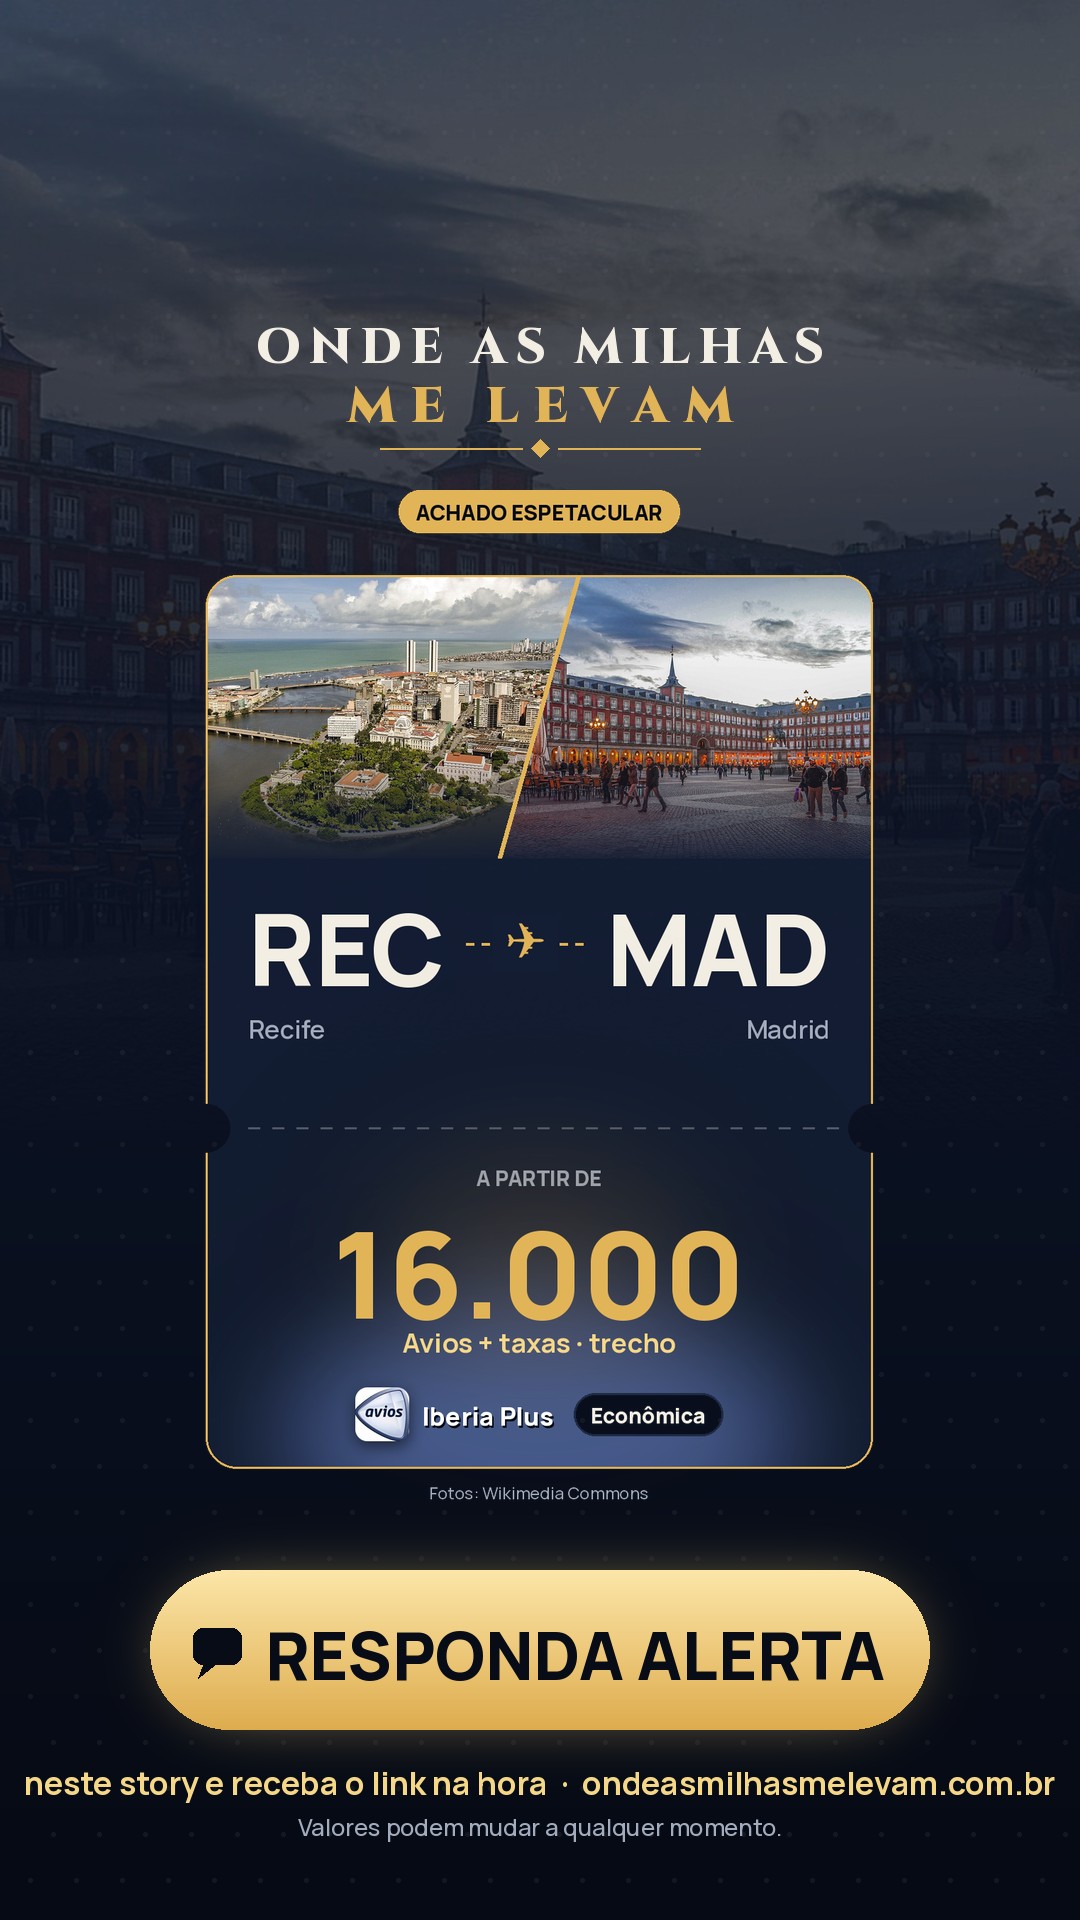 ONDE AS MILHAS
ME LEVAM
ACHADO ESPETACULAR
REC -- ✈ -- MAD
Recife Madrid
A PARTIR DE
16.000
Avios + taxas · trecho
avios Iberia Plus Econômica
Fotos: Wikimedia Commons
RESPONDA ALERTA
neste story e receba o link na hora · ondeasmilhasmelevam.com.br
Valores podem mudar a qualquer momento.